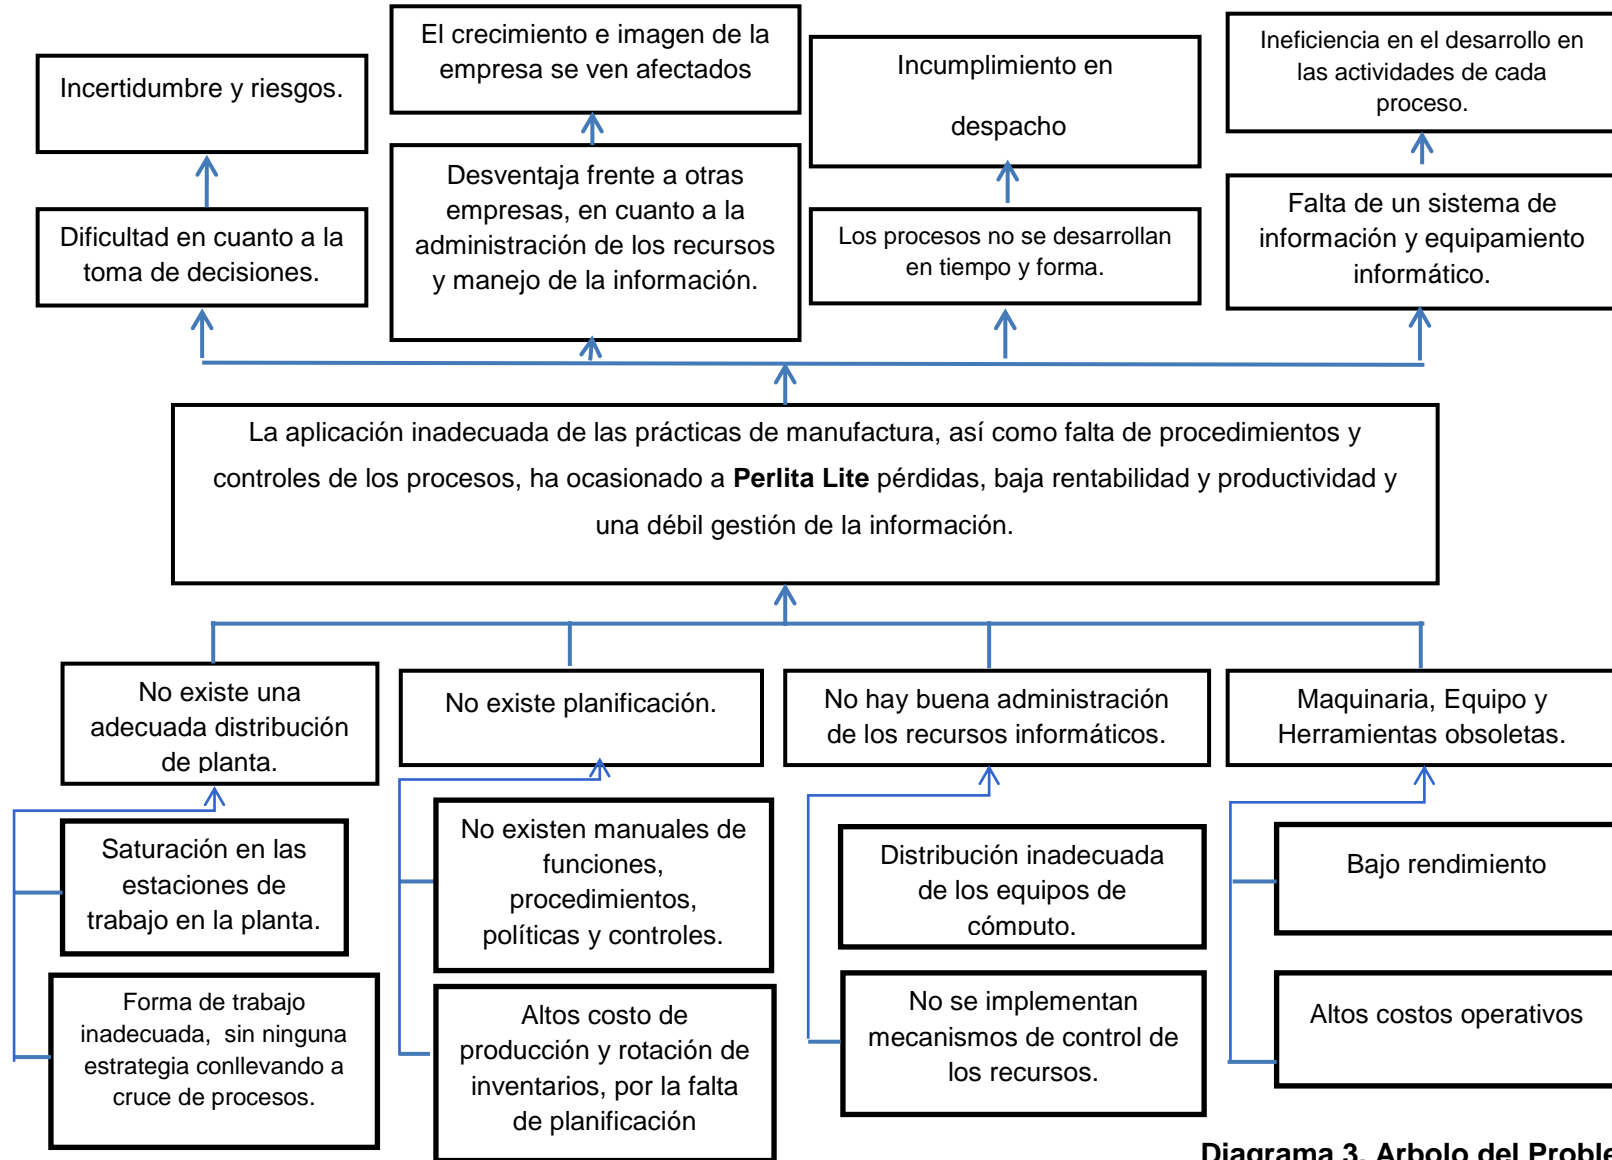 Incertidumbre y riesgos.
El crecimiento e imagen de la
empresa se ven afectados
Incumplimiento en
despacho
Ineficiencia en el desarrollo en
las actividades de cada
proceso.
Dificultad en cuanto a la
toma de decisiones.
Desventaja frente a otras
empresas, en cuanto a la
administración de los recursos
y manejo de la información.
Los procesos no se desarrollan
en tiempo y forma.
Falta de un sistema de
información y equipamiento
informático.
La aplicación inadecuada de las prácticas de manufactura, así como falta de procedimientos y
controles de los procesos, ha ocasionado a Perlita Lite pérdidas, baja rentabilidad y productividad y
una débil gestión de la información.
No existe una
adecuada distribución
de planta.
No existe planificación.
No hay buena administración
de los recursos informáticos.
Maquinaria, Equipo y
Herramientas obsoletas.
Saturación en las
estaciones de
trabajo en la planta.
No existen manuales de
funciones,
procedimientos,
políticas y controles.
Distribución inadecuada
de los equipos de
cómputo.
Bajo rendimiento
Forma de trabajo
inadecuada, sin ninguna
estrategia conllevando a
cruce de procesos.
Altos costo de
producción y rotación de
inventarios, por la falta
de planificación
No se implementan
mecanismos de control de
los recursos.
Altos costos operativos
Diagrama 3. Arbolo del Proble